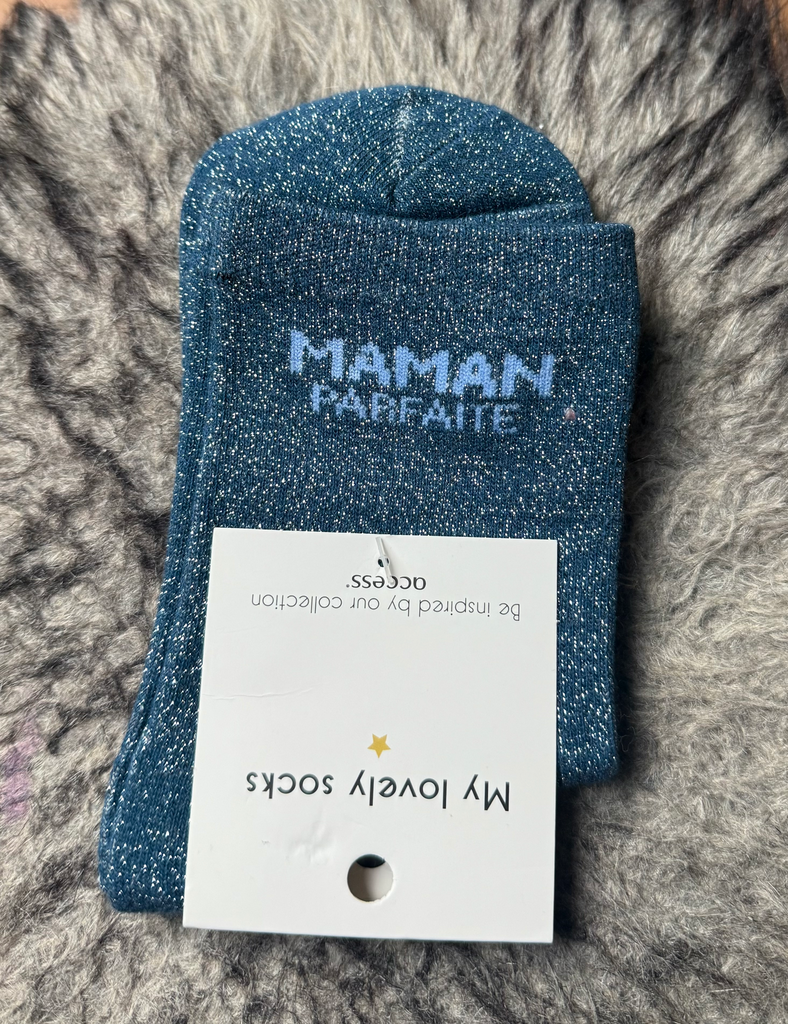 MAMAN
PARFAITE
My lovely socks
Be inspired by our collection
access®